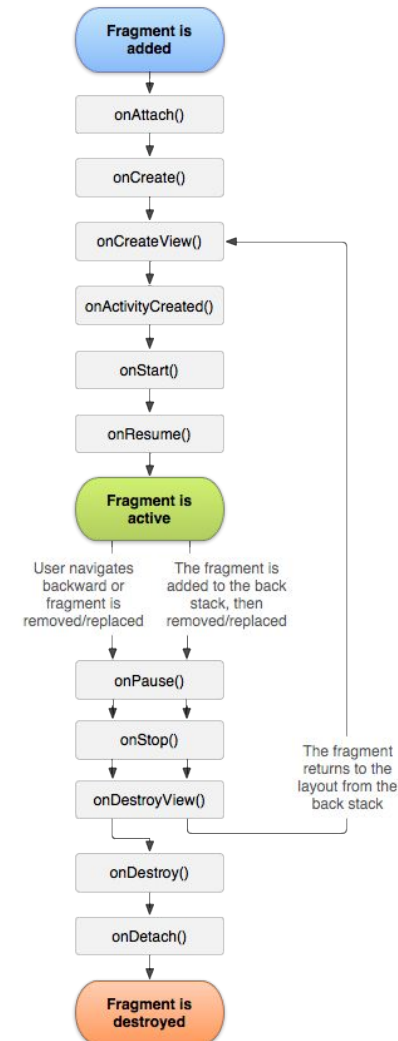 Fragment is
added
onAttach()
onCreate()
onCreateView()
onActivityCreated()
onStart()
onResume()
Fragment is
active
User navigates
backward or
fragment is
removed/replaced
The fragment is
added to the back
stack, then
removed/replaced
onPause()
onStop()
onDestroyView()
The fragment
returns to the
layout from the
back stack
onDestroy()
onDetach()
Fragment is
destroyed